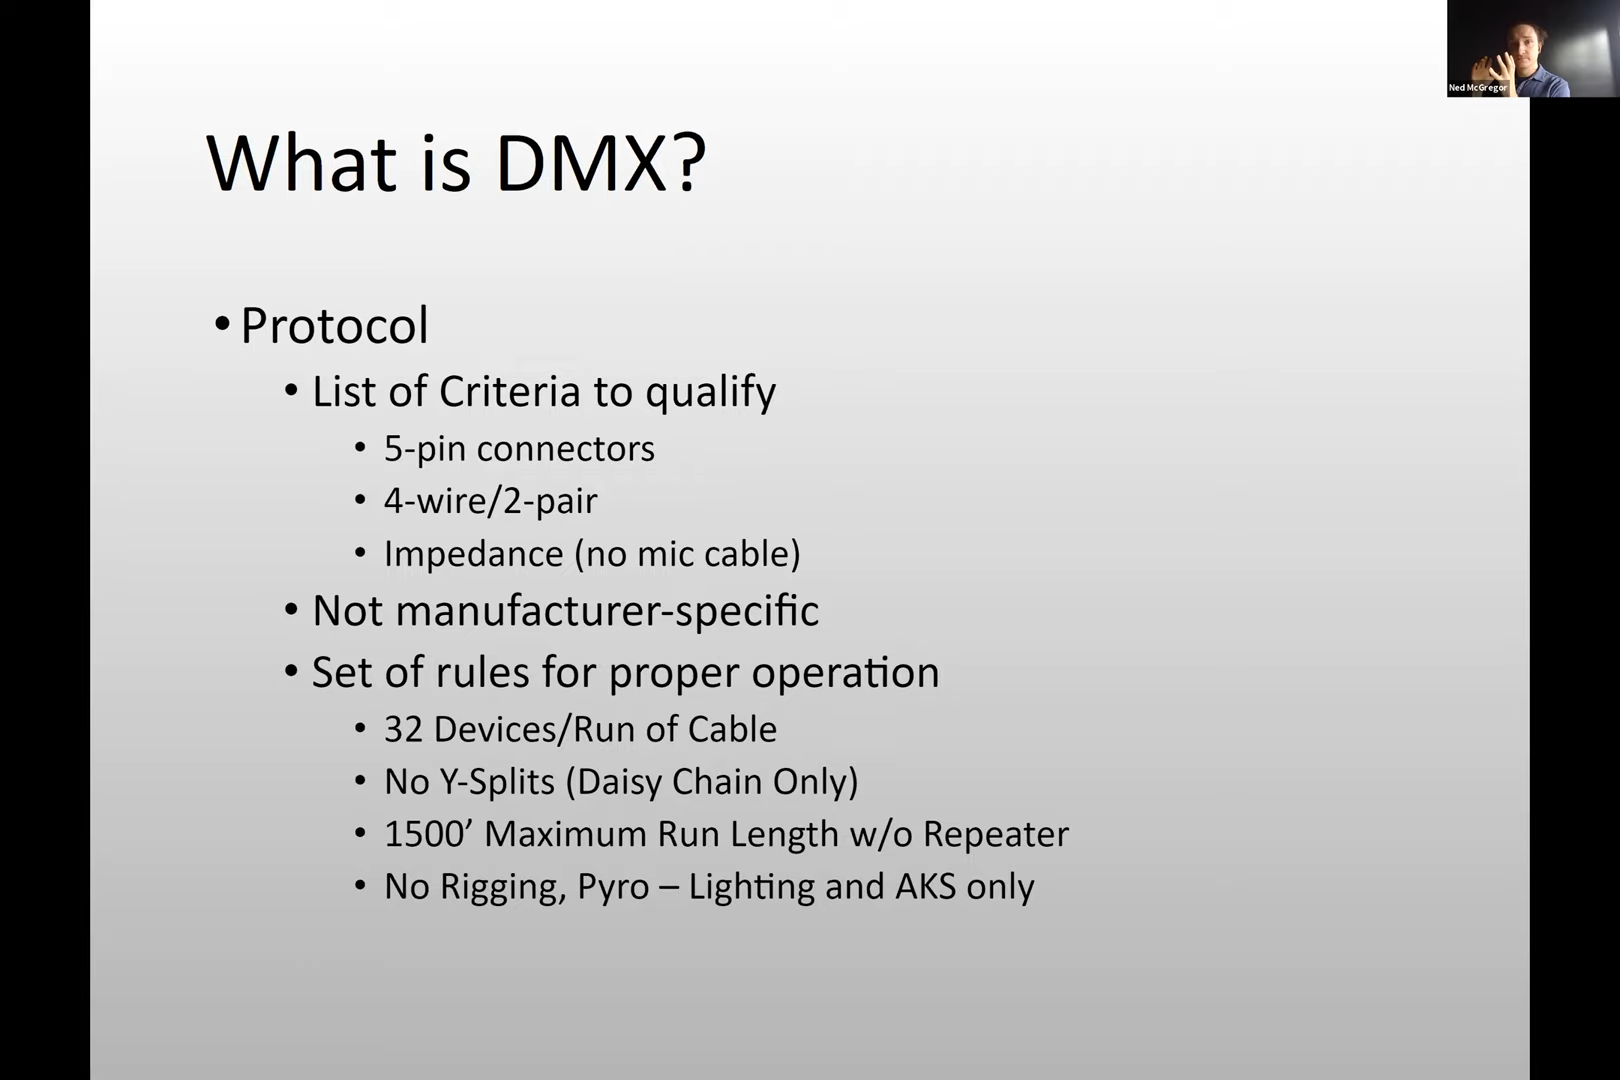 Ned McGregor
What is DMX?
• Protocol
• List of Criteria to qualify
• 5-pin connectors
• 4-wire/2-pair
• Impedance (no mic cable)
• Not manufacturer-specific
• Set of rules for proper operation
• 32 Devices/Run of Cable
• No Y-Splits (Daisy Chain Only)
• 1500’ Maximum Run Length w/o Repeater
• No Rigging, Pyro – Lighting and AKS only